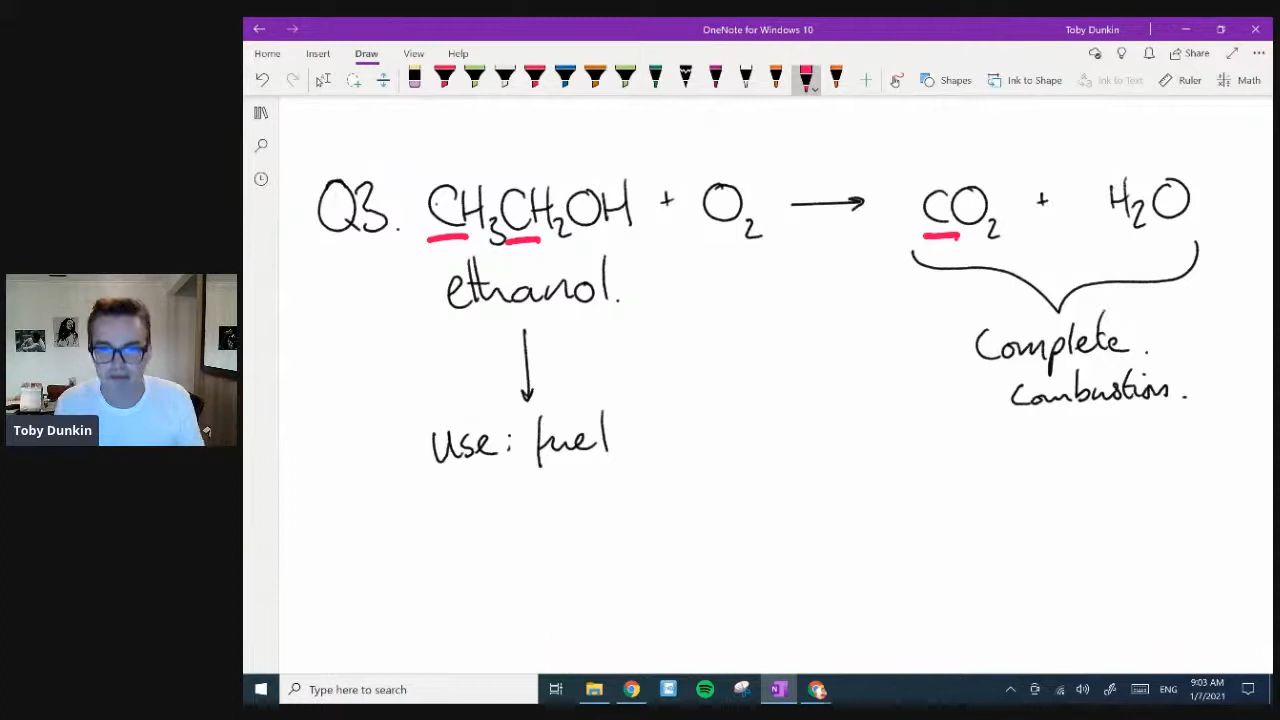 OneNote for Windows 10
Toby Dunkin
Home Insert Draw View Help
Share
Shapes Ink to Shape Ink to Text Ruler Math
Q3. CH₃CH₂OH + O₂ → CO₂ + H₂O
ethanol.
Complete.
Combustion.
use: fuel
Toby Dunkin
Type here to search
ENG
9:03 AM
1/7/2021